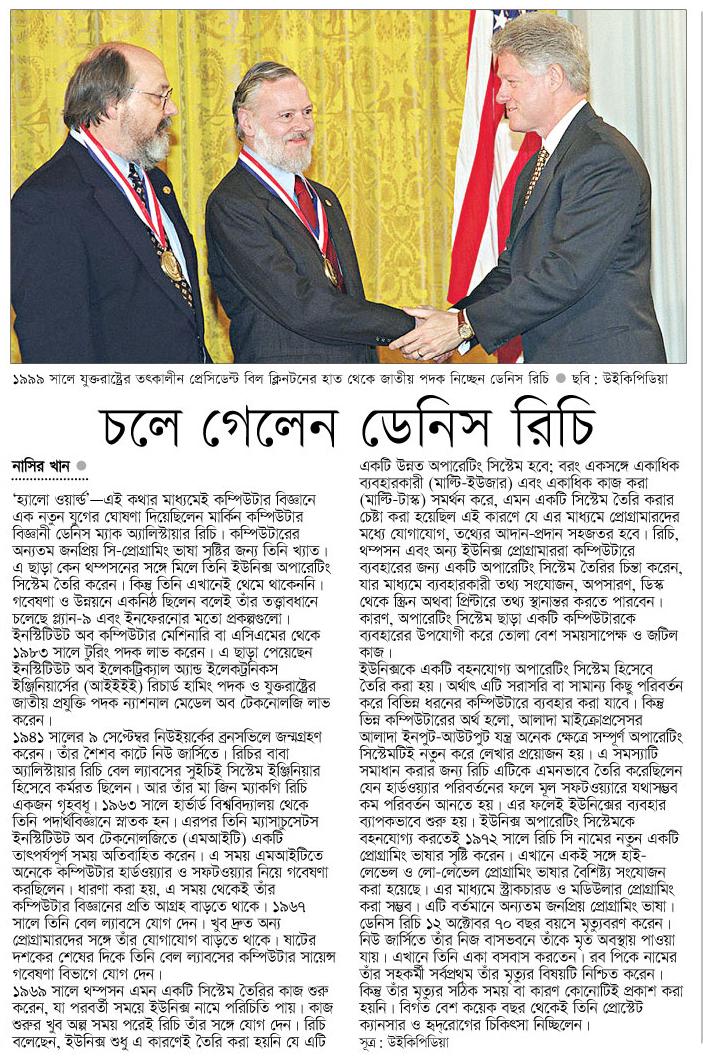 ১৯৯৯ সালে যুক্তরাষ্ট্রের তৎকালীন প্রেসিডেন্ট বিল ক্লিনটনের হাত থেকে জাতীয় পদক নিচ্ছেন ডেনিস রিচি ● ছবি : উইকিপিডিয়া
চলে গেলেন ডেনিস রিচি
নাসির খান ●
‘হ্যালো ওয়ার্ল্ড’—এই কথার মাধ্যমেই কম্পিউটার বিজ্ঞানে
এক নতুন যুগের ঘোষণা দিয়েছিলেন মার্কিন কম্পিউটার
বিজ্ঞানী ডেনিস ম্যাক অ্যালিস্টায়ার রিচি। কম্পিউটারের
অন্যতম জনপ্রিয় সি-প্রোগ্রামিং ভাষা সৃষ্টির জন্য তিনি খ্যাত।
এ ছাড়া কেন থম্পসনের সঙ্গে মিলে তিনি ইউনিক্স অপারেটিং
সিস্টেম তৈরি করেন। কিন্তু তিনি এখানেই থেমে থাকেননি।
গবেষণা ও উন্নয়নে একনিষ্ঠ ছিলেন বলেই তাঁর তত্ত্বাবধানে
চলেছে প্ল্যান-৯ এবং ইনফেরনোর মতো প্রকল্পগুলো।
ইনস্টিটিউট অব কম্পিউটার মেশিনারি বা এসিএমের থেকে
১৯৮৩ সালে টুরিং পদক লাভ করেন। এ ছাড়া পেয়েছেন
ইনস্টিটিউট অব ইলেকট্রিক্যাল অ্যান্ড ইলেকট্রনিকস
ইঞ্জিনিয়ার্সের (আইইইই) রিচার্ড হামিং পদক ও যুক্তরাষ্ট্রের
জাতীয় প্রযুক্তি পদক ন্যাশনাল মেডেল অব টেকনোলজি লাভ
করেন।
১৯৪১ সালের ৯ সেপ্টেম্বর নিউইয়র্কের ব্রনসভিলে জন্মগ্রহণ
করেন। তাঁর শৈশব কাটে নিউ জার্সিতে। রিচির বাবা
অ্যালিস্টায়ার রিচি বেল ল্যাবসের সুইচিই সিস্টেম ইঞ্জিনিয়ার
হিসেবে কর্মরত ছিলেন। আর তাঁর মা জিন ম্যাকগি রিচি
একজন গৃহবধূ। ১৯৬৩ সালে হার্ভার্ড বিশ্ববিদ্যালয় থেকে
তিনি পদার্থবিজ্ঞানে স্নাতক হন। এরপর তিনি ম্যাসাচুসেটস
ইনস্টিটিউট অব টেকনোলজিতে (এমআইটি) একটি
তাৎপর্যপূর্ণ সময় অতিবাহিত করেন। এ সময় এমআইটিতে
অনেকে কম্পিউটার হার্ডওয়্যার ও সফটওয়্যার নিয়ে গবেষণা
করছিলেন। ধারণা করা হয়, এ সময় থেকেই তাঁর
কম্পিউটার বিজ্ঞানের প্রতি আগ্রহ বাড়তে থাকে। ১৯৬৭
সালে তিনি বেল ল্যাবসে যোগ দেন। খুব দ্রুত অন্য
প্রোগ্রামারদের সঙ্গে তাঁর যোগাযোগ বাড়তে থাকে। ষাটের
দশকের শেষের দিকে তিনি বেল ল্যাবসের কম্পিউটার সায়েন্স
গবেষণা বিভাগে যোগ দেন।
১৯৬৯ সালে থম্পসন এমন একটি সিস্টেম তৈরির কাজ শুরু
করেন, যা পরবর্তী সময়ে ইউনিক্স নামে পরিচিতি পায়। কাজ
শুরুর খুব অল্প সময় পরেই রিচি তাঁর সঙ্গে যোগ দেন। রিচি
বলেছেন, ইউনিক্স শুধু এ কারণেই তৈরি করা হয়নি যে এটি
একটি উন্নত অপারেটিং সিস্টেম হবে; বরং একসঙ্গে একাধিক
ব্যবহারকারী (মাল্টি-ইউজার) এবং একাধিক কাজ করা
(মাল্টি-টাস্ক) সমর্থন করে, এমন একটি সিস্টেম তৈরি করার
চেষ্টা করা হয়েছিল এই কারণে যে এর মাধ্যমে প্রোগ্রামারদের
মধ্যে যোগাযোগ, তথ্যের আদান-প্রদান সহজতর হবে। রিচি,
থম্পসন এবং অন্য ইউনিক্স প্রোগ্রামাররা কম্পিউটারে
ব্যবহারের জন্য একটি অপারেটিং সিস্টেম তৈরির চিন্তা করেন,
যার মাধ্যমে ব্যবহারকারী তথ্য সংযোজন, অপসারণ, ডিস্ক
থেকে স্ক্রিন অথবা প্রিন্টারে তথ্য স্থানান্তর করতে পারবেন।
কারণ, অপারেটিং সিস্টেম ছাড়া একটি কম্পিউটারকে
ব্যবহারের উপযোগী করে তোলা বেশ সময়সাপেক্ষ ও জটিল
কাজ।
ইউনিক্সকে একটি বহনযোগ্য অপারেটিং সিস্টেম হিসেবে
তৈরি করা হয়। অর্থাৎ এটি সরাসরি বা সামান্য কিছু পরিবর্তন
করে বিভিন্ন ধরনের কম্পিউটারে ব্যবহার করা যাবে। কিন্তু
ভিন্ন কম্পিউটারের অর্থ হলো, আলাদা মাইক্রোপ্রসেসর
আলাদা ইনপুট-আউটপুট যন্ত্র অনেক ক্ষেত্রে সম্পূর্ণ অপারেটিং
সিস্টেমটিই নতুন করে লেখার প্রয়োজন হয়। এ সমস্যাটি
সমাধান করার জন্য রিচি এটিকে এমনভাবে তৈরি করেছিলেন
যেন হার্ডওয়্যার পরিবর্তনের ফলে মূল সফটওয়্যারে যথাসম্ভব
কম পরিবর্তন আনতে হয়। এর ফলেই ইউনিক্সের ব্যবহার
ব্যাপকভাবে শুরু হয়। ইউনিক্স অপারেটিং সিস্টেমকে
বহনযোগ্য করতেই ১৯৭২ সালে রিচি সি নামের নতুন একটি
প্রোগ্রামিং ভাষার সৃষ্টি করেন। এখানে একই সঙ্গে হাই-
লেভেল ও লো-লেভেল প্রোগ্রামিং ভাষার বৈশিষ্ট্য সংযোজন
করা হয়েছে। এর মাধ্যমে স্ট্রাকচারড ও মডিউলার প্রোগ্রামিং
করা সম্ভব। এটি বর্তমানে অন্যতম জনপ্রিয় প্রোগ্রামিং ভাষা।
ডেনিস রিচি ১২ অক্টোবর ৭০ বছর বয়সে মৃত্যুবরণ করেন।
নিউ জার্সিতে তাঁর নিজ বাসভবনে তাঁকে মৃত অবস্থায় পাওয়া
যায়। এখানে তিনি একা বসবাস করতেন। রব পিকে নামের
তাঁর সহকর্মী সর্বপ্রথম তাঁর মৃত্যুর বিষয়টি নিশ্চিত করেন।
কিন্তু তাঁর মৃত্যুর সঠিক সময় বা কারণ কোনোটিই প্রকাশ করা
হয়নি। বিগত বেশ কয়েক বছর থেকেই তিনি প্রোস্টেট
ক্যানসার ও হৃদ্‌রোগের চিকিত্সা নিচ্ছিলেন।
সূত্র : উইকিপিডিয়া